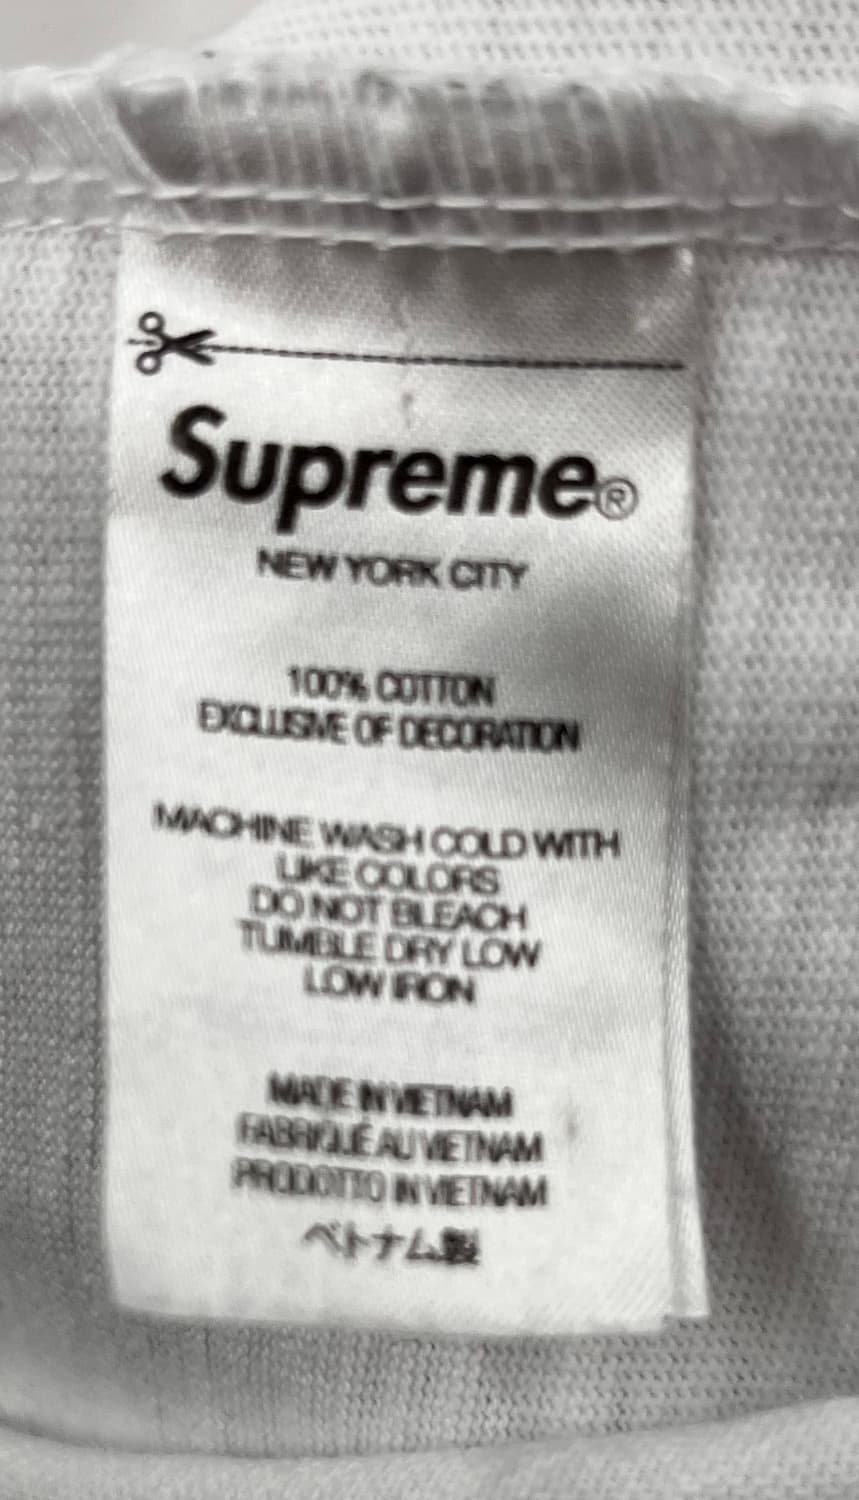 Supreme®
NEW YORK CITY
100% COTTON
EXCLUSIVE OF DECORATION
MACHINE WASH COLD WITH
LIKE COLORS
DO NOT BLEACH
TUMBLE DRY LOW
LOW IRON
MADE IN VIETNAM
FABRIQUÉ AU VIETNAM
PRODOTTO IN VIETNAM
ベトナム製